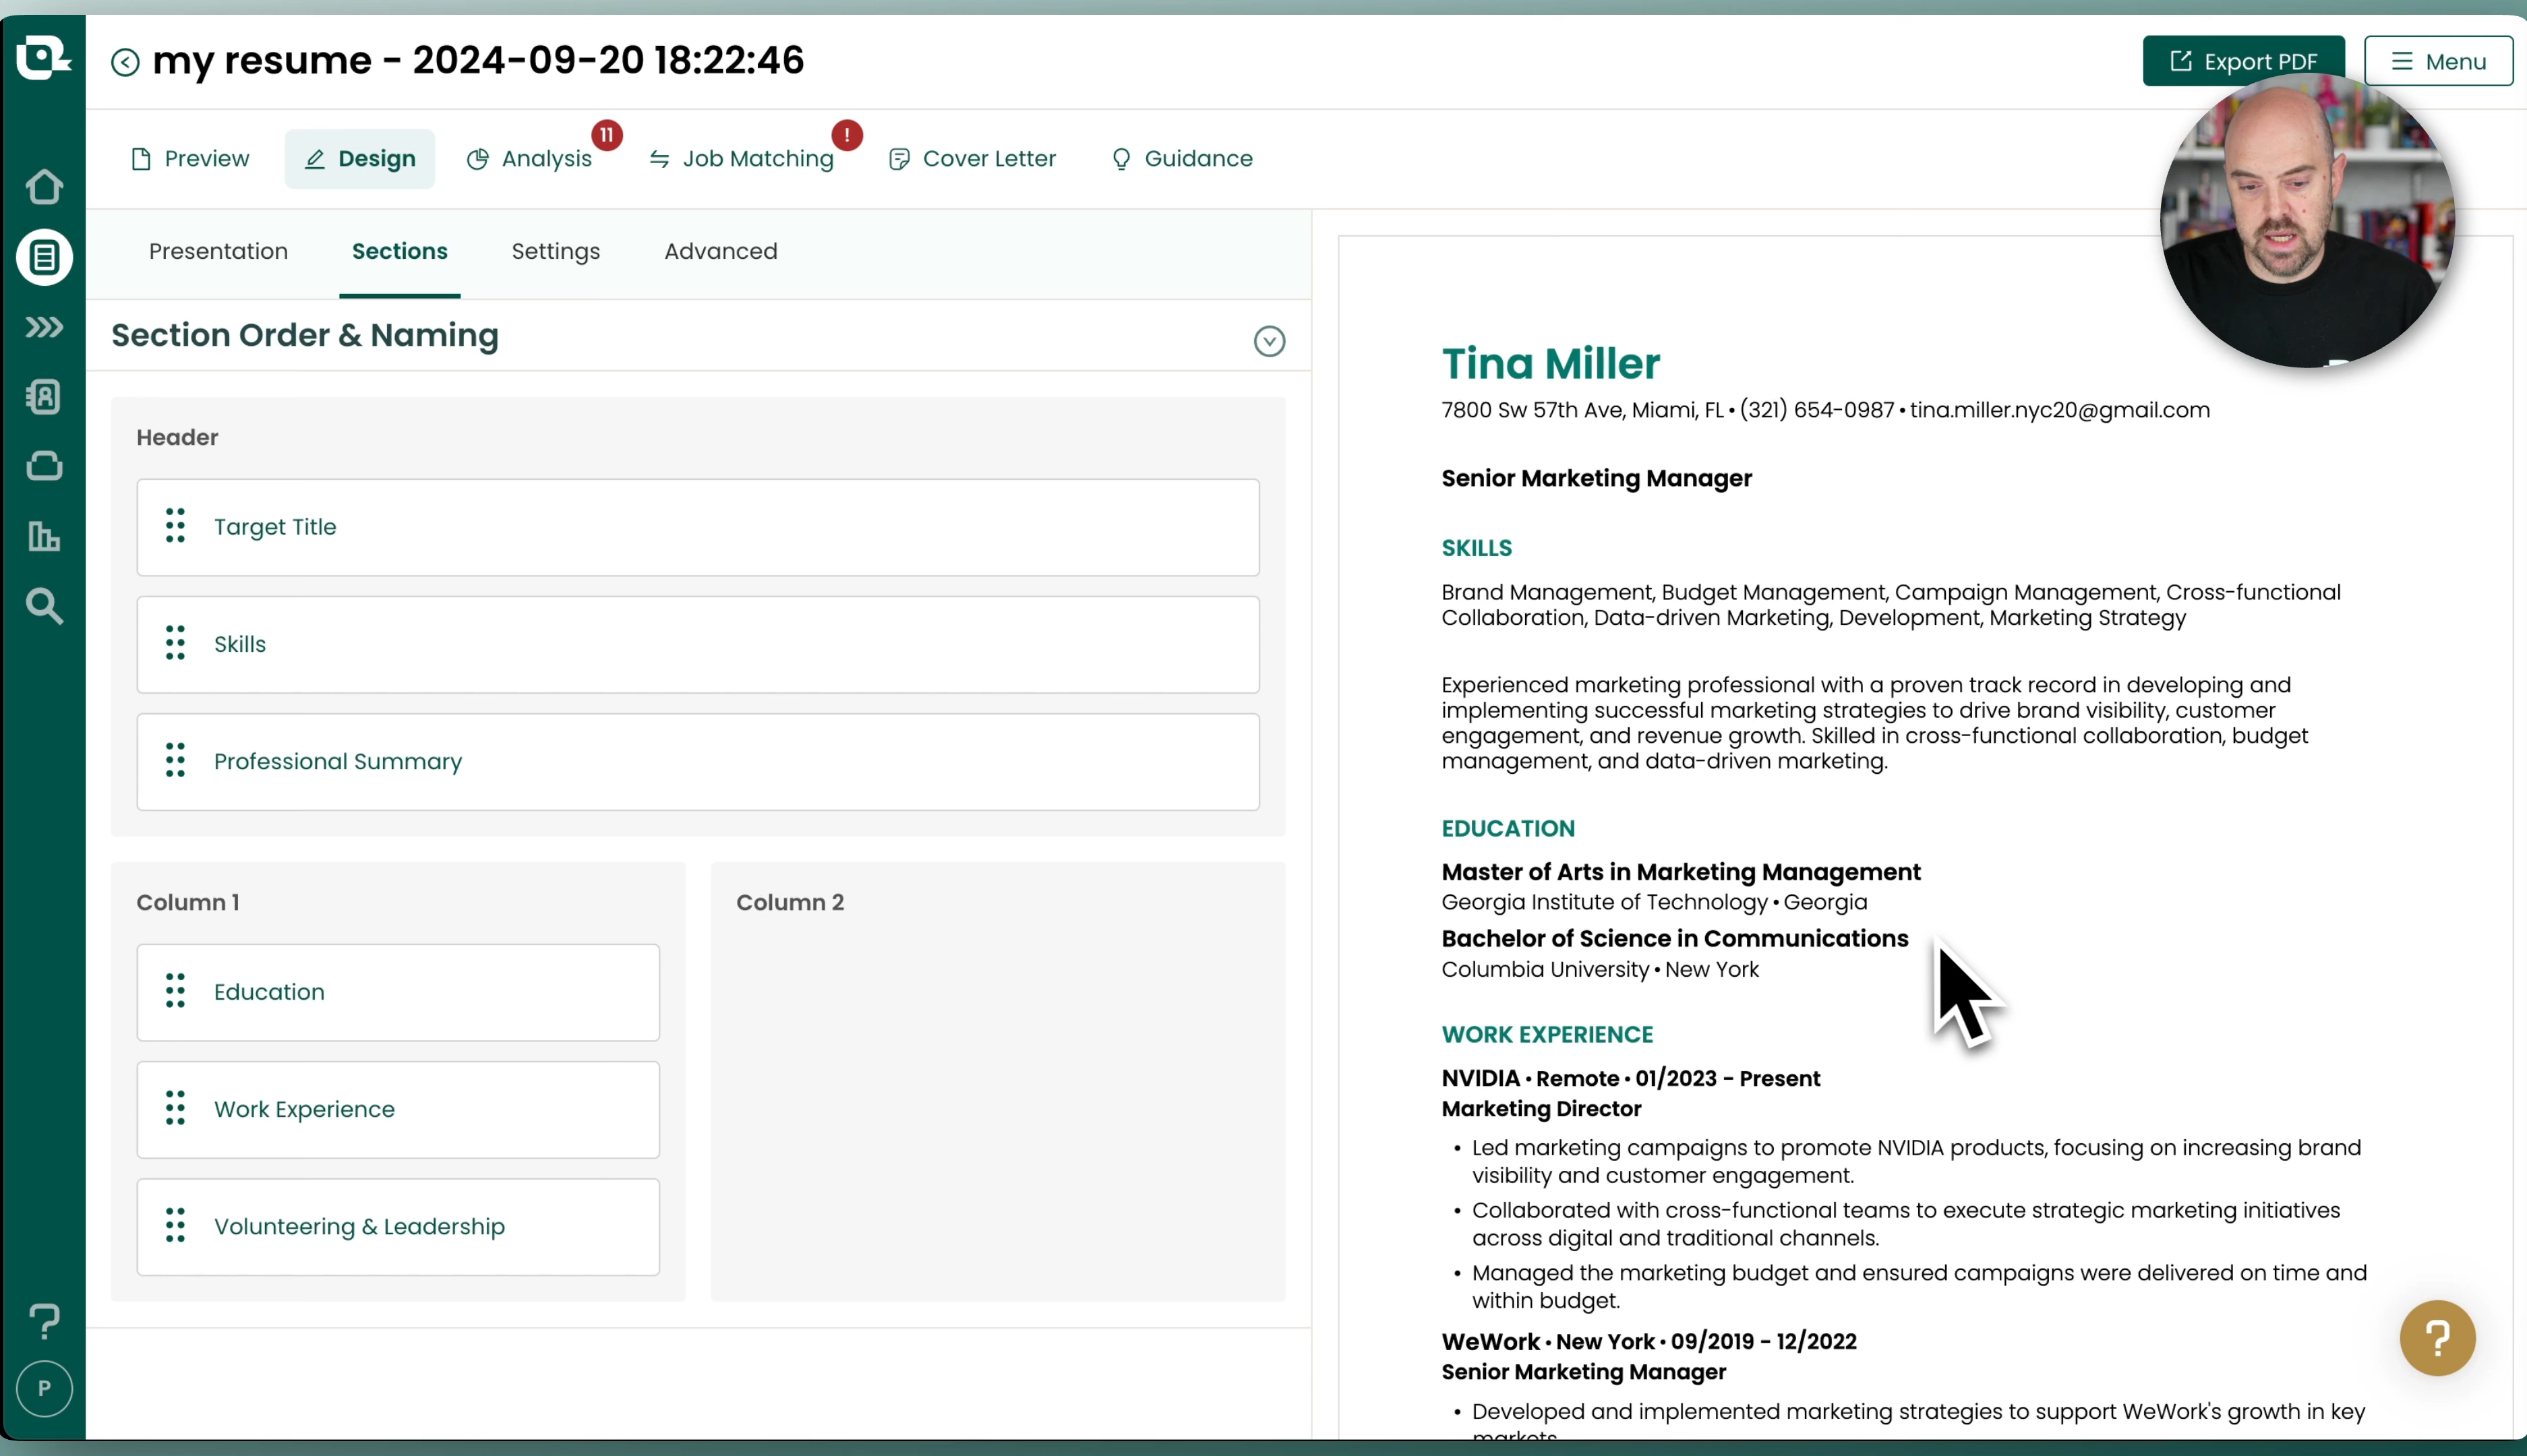 my resume - 2024-09-20 18:22:46
Export PDF
Menu
Preview
Design
Analysis
11
Job Matching
!
Cover Letter
Guidance
Presentation
Sections
Settings
Advanced
Section Order & Naming
Header
Target Title
Skills
Professional Summary
Column 1
Education
Work Experience
Volunteering & Leadership
Column 2
?
P
Tina Miller
7800 Sw 57th Ave, Miami, FL • (321) 654-0987 • tina.miller.nyc20@gmail.com
Senior Marketing Manager
SKILLS
Brand Management, Budget Management, Campaign Management, Cross-functional
Collaboration, Data-driven Marketing, Development, Marketing Strategy
Experienced marketing professional with a proven track record in developing and
implementing successful marketing strategies to drive brand visibility, customer
engagement, and revenue growth. Skilled in cross-functional collaboration, budget
management, and data-driven marketing.
EDUCATION
Master of Arts in Marketing Management
Georgia Institute of Technology • Georgia
Bachelor of Science in Communications
Columbia University • New York
WORK EXPERIENCE
NVIDIA • Remote • 01/2023 - Present
Marketing Director
• Led marketing campaigns to promote NVIDIA products, focusing on increasing brand
visibility and customer engagement.
• Collaborated with cross-functional teams to execute strategic marketing initiatives
across digital and traditional channels.
• Managed the marketing budget and ensured campaigns were delivered on time and
within budget.
WeWork • New York • 09/2019 - 12/2022
Senior Marketing Manager
• Developed and implemented marketing strategies to support WeWork's growth in key
markets.
?